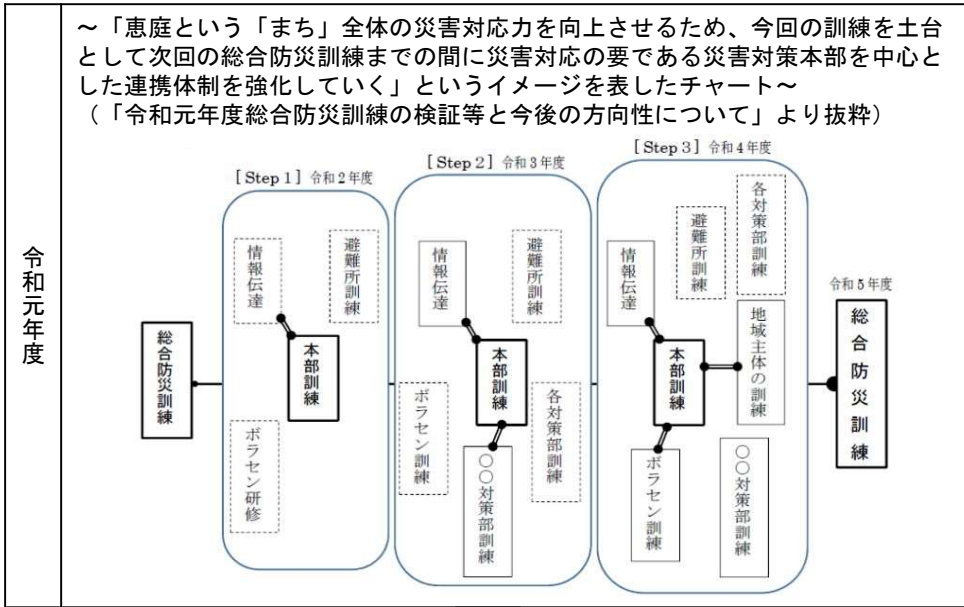 令和元年度
～「恵庭という「まち」全体の災害対応力を向上させるため、今回の訓練を土台
として次回の総合防災訓練までの間に災害対応の要である災害対策本部を中心と
した連携体制を強化していく」というイメージを表したチャート～
（「令和元年度総合防災訓練の検証等と今後の方向性について」より抜粋）
総合防災訓練
[Step 1] 令和2年度
情報伝達
避難所訓練
本部訓練
ボラセン研修
[Step 2] 令和3年度
情報伝達
避難所訓練
本部訓練
ボラセン訓練
各対策部訓練
〇〇対策部訓練
[Step 3] 令和4年度
各対策部訓練
避難所訓練
情報伝達
地域主体の訓練
本部訓練
ボラセン訓練
〇〇対策部訓練
令和5年度
総合防災訓練